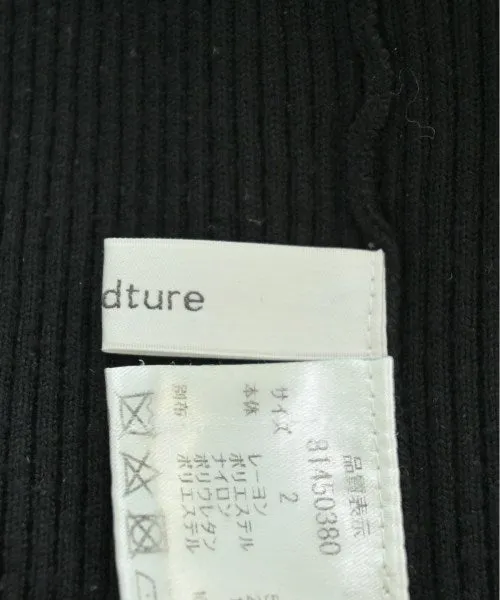 dture
品質表示
81450380
サイズ 2
本体 レーヨン
ポリエステル
ナイロン
ポリウレタン
別布 ポリエステル